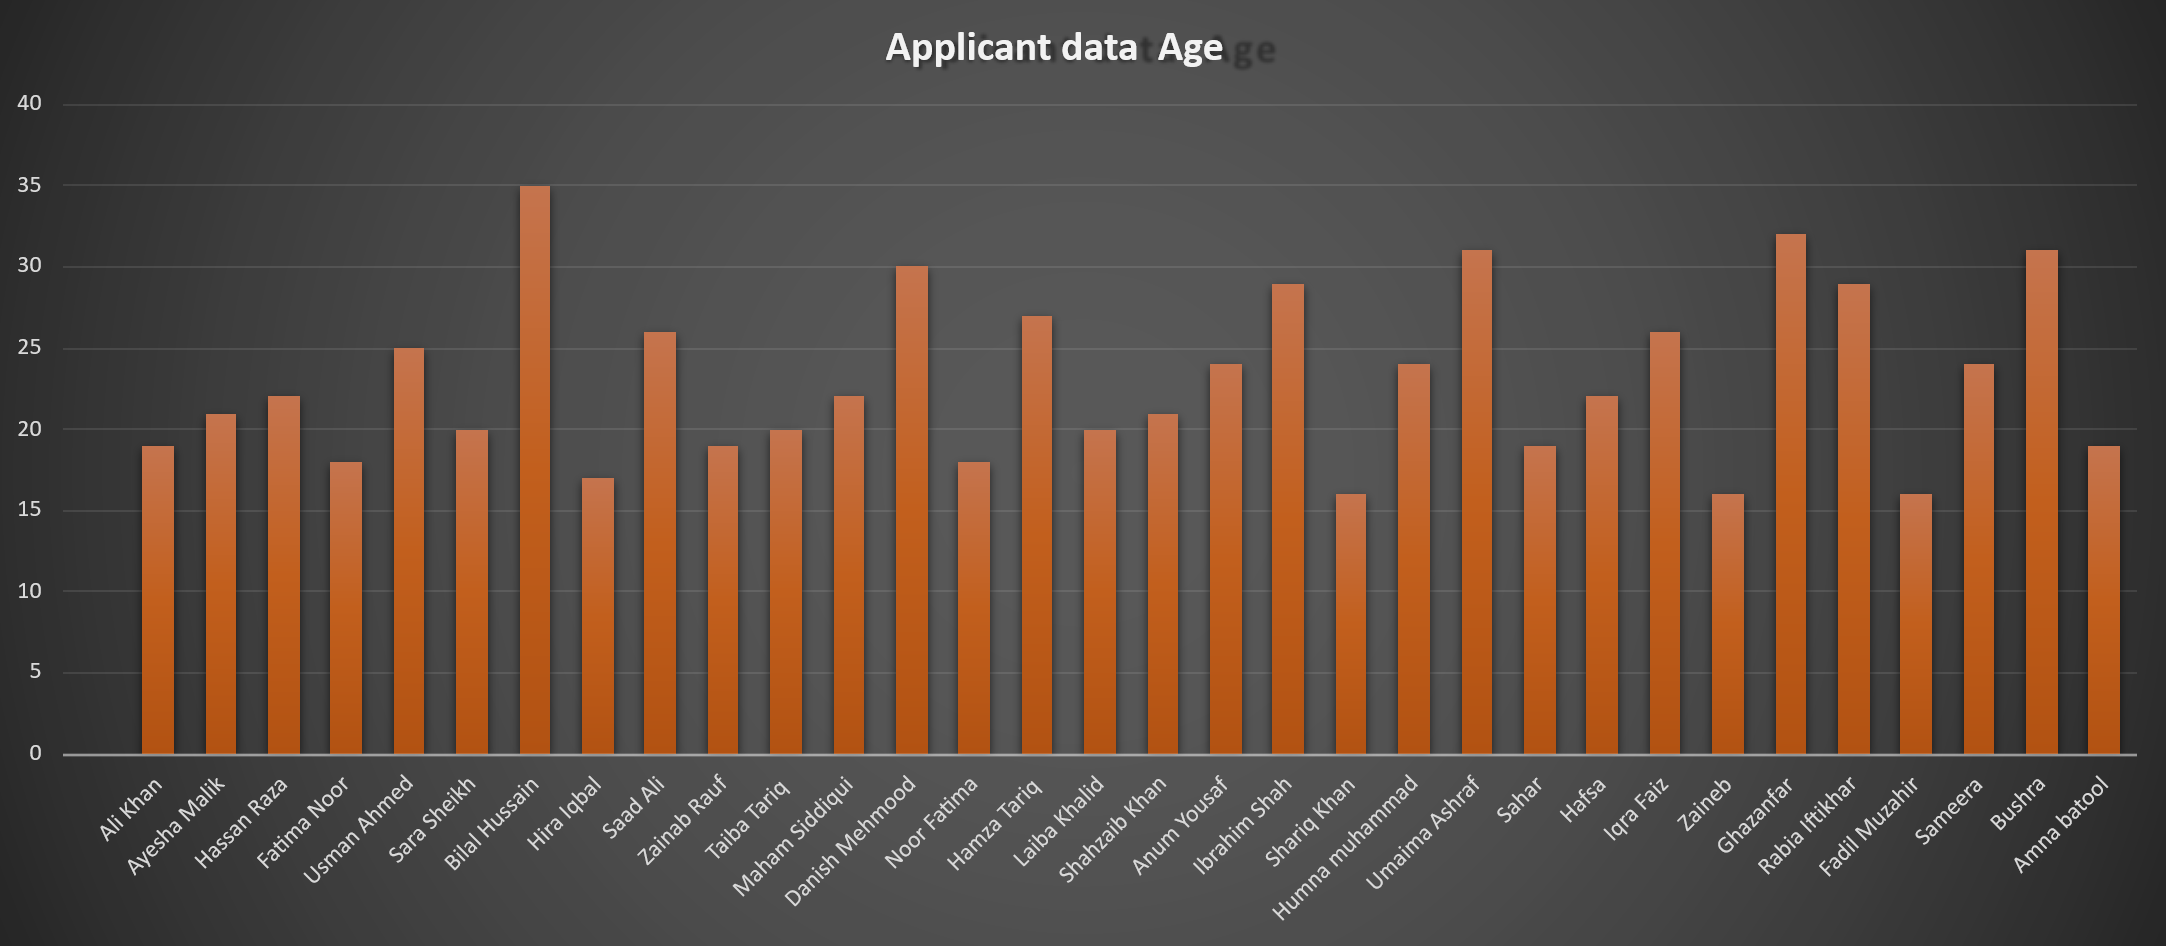 Applicant data  Age
40
35
30
25
20
15
10
5
0
Ali Khan
Ayesha Malik
Hassan Raza
Fatima Noor
Usman Ahmed
Sara Sheikh
Bilal Hussain
Hira Iqbal
Saad Ali
Zainab Rauf
Taiba Tariq
Maham Siddiqui
Danish Mehmood
Noor Fatima
Hamza Tariq
Laiba Khalid
Shahzaib Khan
Anum Yousaf
Ibrahim Shah
Shariq Khan
Humna muhammad
Umaima Ashraf
Sahar
Hafsa
Iqra Faiz
Zaineb
Ghazanfar
Rabia Iftikhar
Fadil Muzahir
Sameera
Bushra
Amna batool